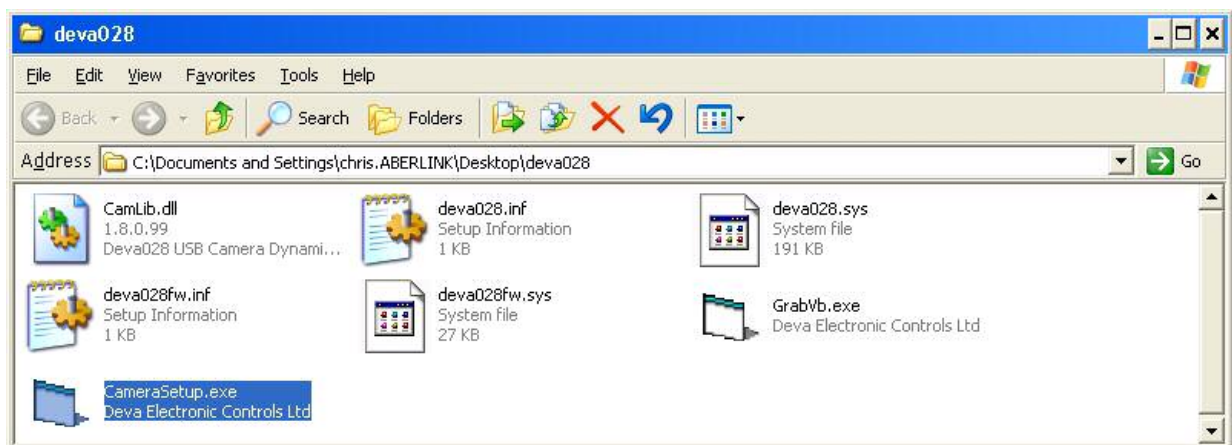 deva028
File Edit View Favorites Tools Help
Back Search Folders
Address C:\Documents and Settings\chris.ABERLINK\Desktop\deva028 Go
CamLib.dll
1.8.0.99
Deva028 USB Camera Dynami...
deva028.inf
Setup Information
1 KB
deva028.sys
System file
191 KB
deva028fw.inf
Setup Information
1 KB
deva028fw.sys
System file
27 KB
GrabVb.exe
Deva Electronic Controls Ltd
CameraSetup.exe
Deva Electronic Controls Ltd